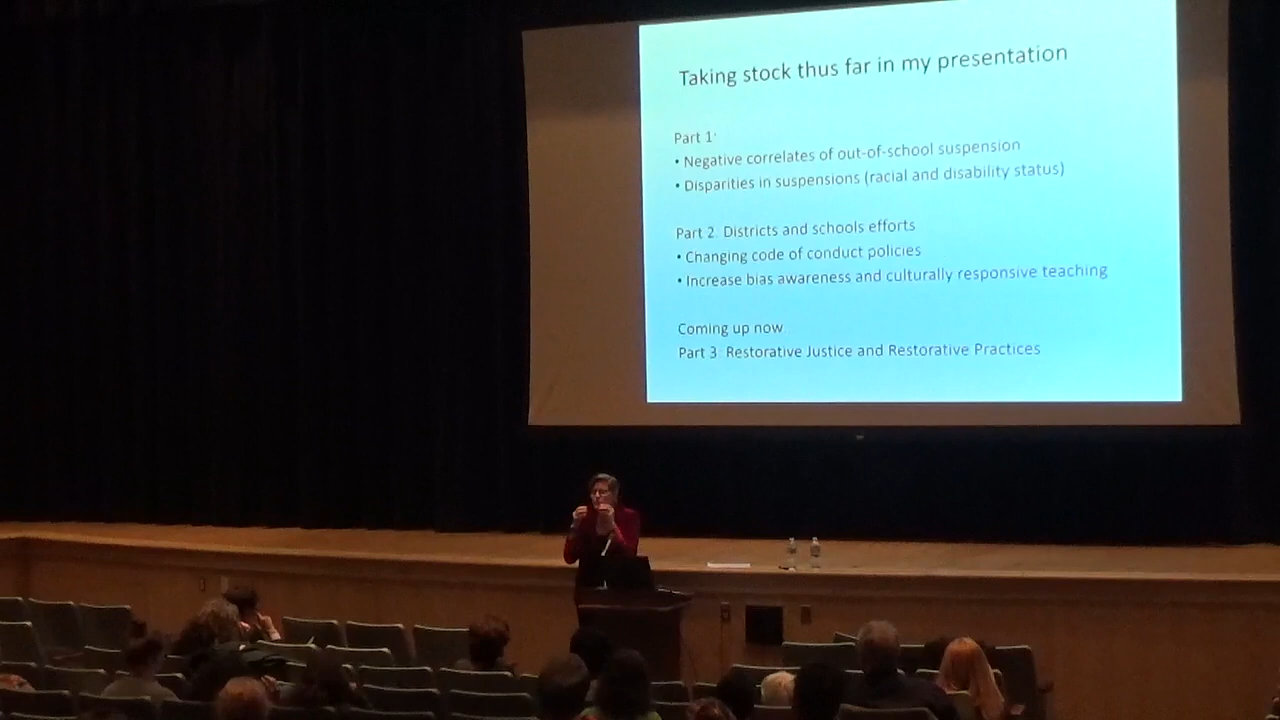 Taking stock thus far in my presentation
Part 1:
• Negative correlates of out-of-school suspension
• Disparities in suspensions (racial and disability status)
Part 2: Districts and schools efforts
• Changing code of conduct policies
• Increase bias awareness and culturally responsive teaching
Coming up now
Part 3: Restorative Justice and Restorative Practices